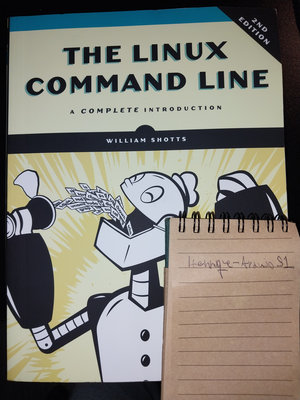 2ND
EDITION
THE LINUX
COMMAND LINE
A COMPLETE INTRODUCTION
WILLIAM SHOTTS